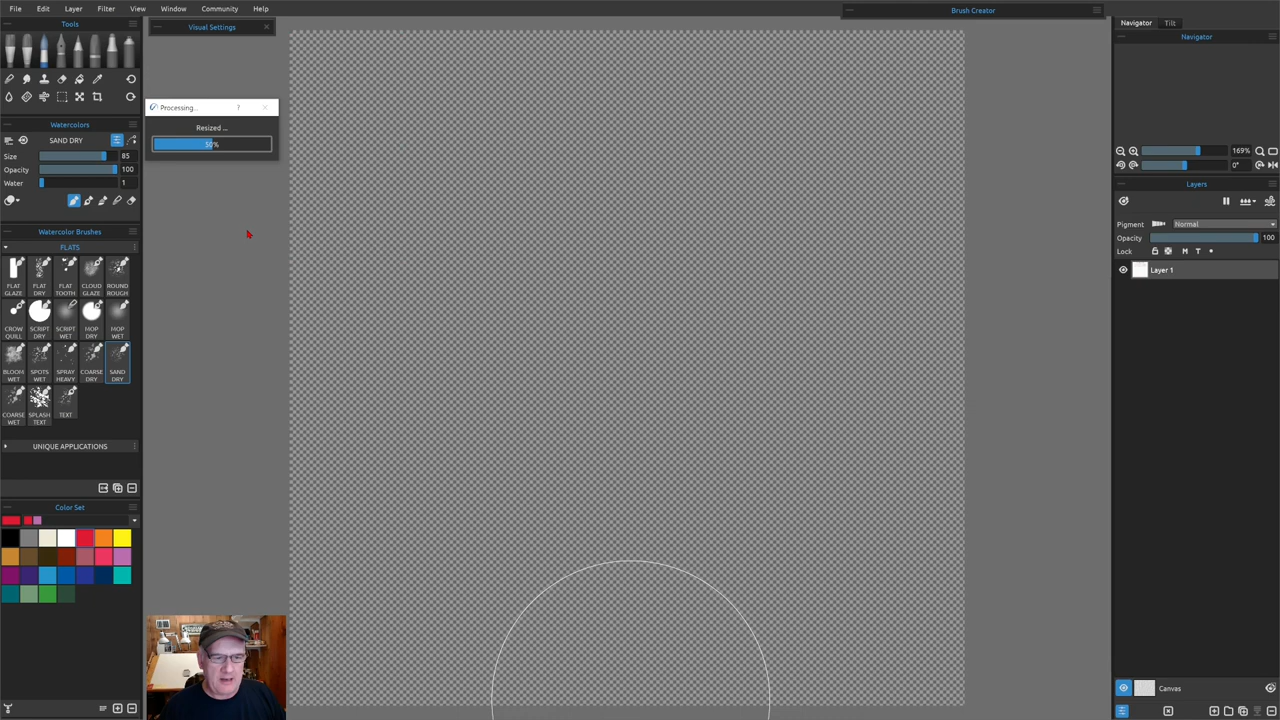 File Edit Layer Filter View Window Community Help
Brush Creator
Tools
Visual Settings
Navigator Tilt
Navigator
Processing... ?
Resized ...
50%
Watercolors
SAND DRY
Size 85
Opacity 100
Water 1
169%
0°
Layers
Pigment Normal
Opacity 100
Lock M T
Layer 1
Watercolor Brushes
FLATS
FLAT GLAZE
FLAT DRY
FLAT TOOTH
CLOUD GLAZE
ROUND ROUGH
CROW QUILL
SCRIPT DRY
SCRIPT WET
MOP DRY
MOP WET
BLOOM WET
SPOTS WET
SPRAY HEAVY
COARSE DRY
SAND DRY
COARSE WET
SPLASH TEXT
TEXT
UNIQUE APPLICATIONS
Color Set
Canvas